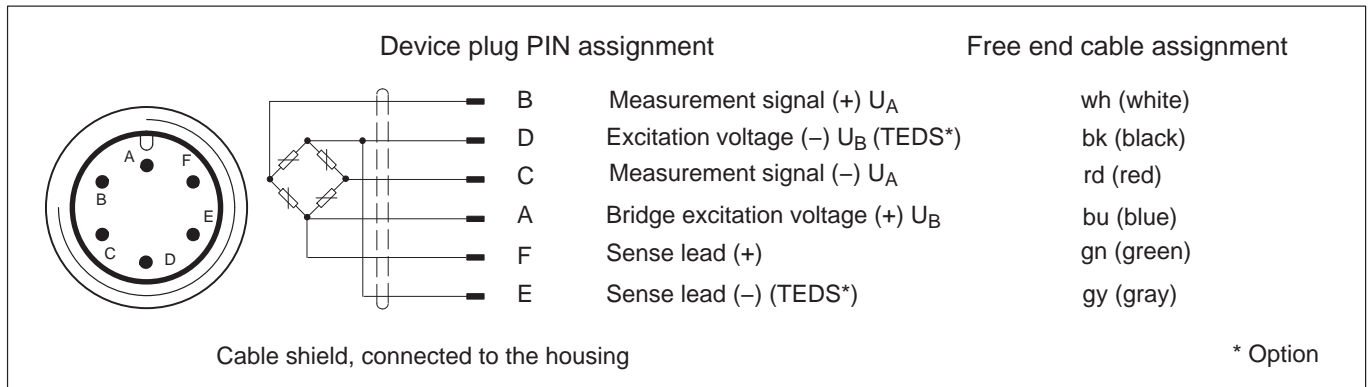 Device plug PIN assignment Free end cable assignment
B Measurement signal (+) UA wh (white)
D Excitation voltage (−) UB (TEDS*) bk (black)
C Measurement signal (−) UA rd (red)
A Bridge excitation voltage (+) UB bu (blue)
F Sense lead (+) gn (green)
E Sense lead (−) (TEDS*) gy (gray)
A F
B E
C D
Cable shield, connected to the housing * Option